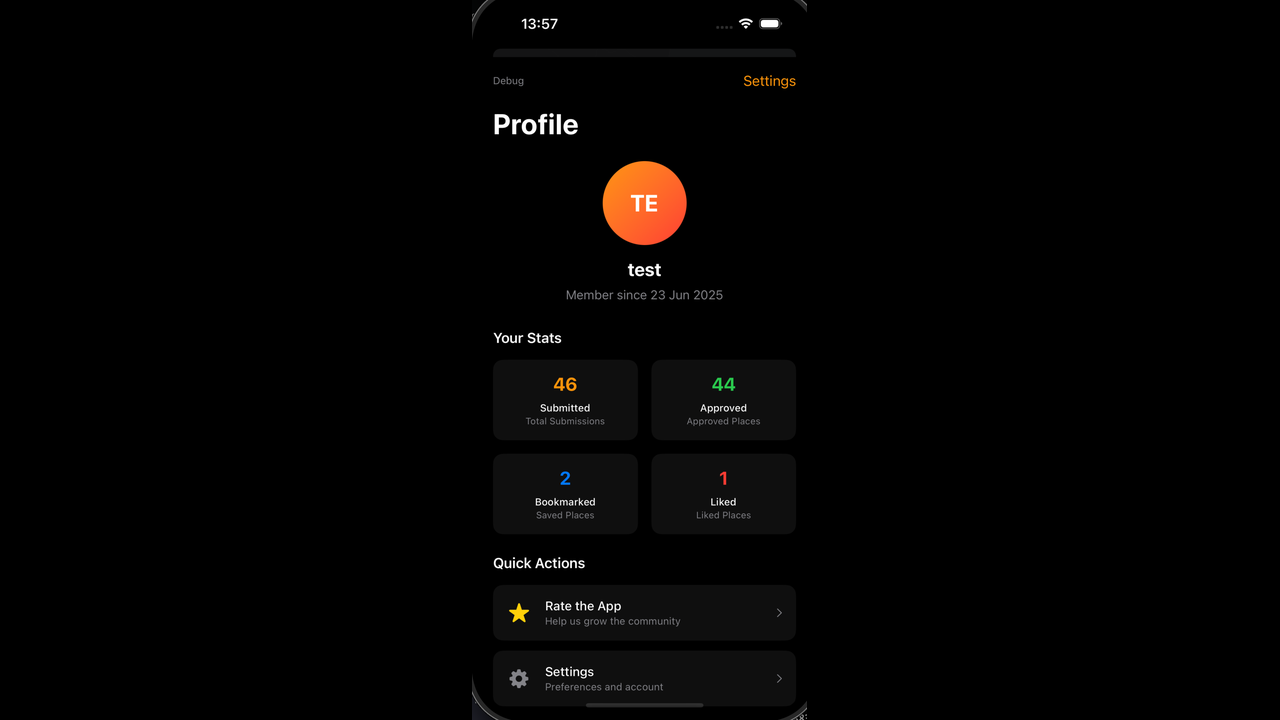 13:57
Debug
Settings
Profile
TE
test
Member since 23 Jun 2025
Your Stats
46
Submitted
Total Submissions
44
Approved
Approved Places
2
Bookmarked
Saved Places
1
Liked
Liked Places
Quick Actions
Rate the App
Help us grow the community
Settings
Preferences and account